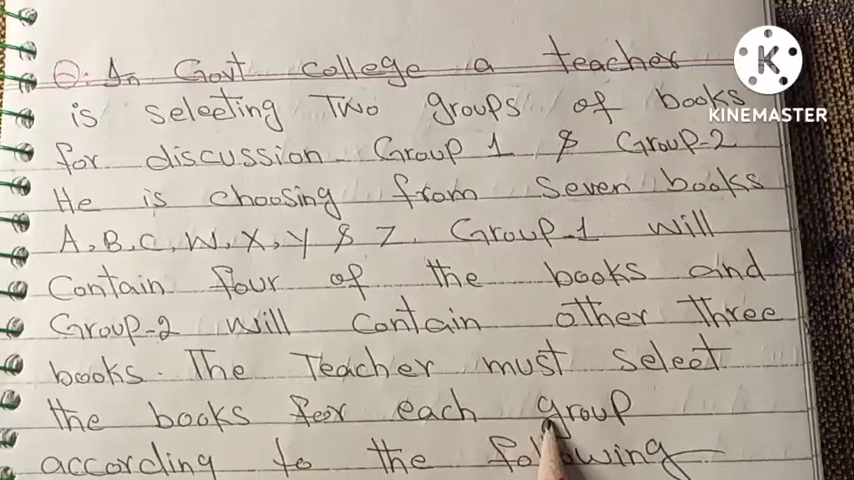 Q. In Govt college a teacher
is selecting Two groups of books
for discussion Group 1 & Group-2
He is choosing from Seven books
A, B, C, W, X, Y & Z. Group-1 will
Contain four of the books and
Group-2 will contain other three
books. The Teacher must select
the books for each group
according to the following
K
KINEMASTER